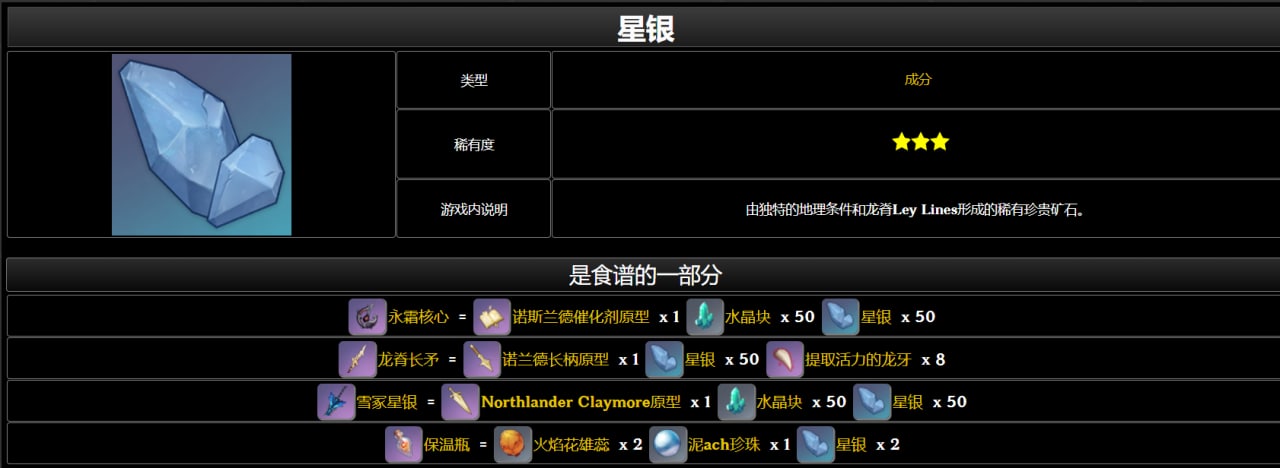 星银
类型 成分
稀有度
游戏内说明 由独特的地理条件和龙脊Ley Lines形成的稀有珍贵矿石。
是食谱的一部分
永霜核心 = 诺斯兰德催化剂原型 x 1 水晶块 x 50 星银 x 50
龙脊长矛 = 诺兰德长柄原型 x 1 星银 x 50 提取活力的龙牙 x 8
雪冢星银 = Northlander Claymore原型 x 1 水晶块 x 50 星银 x 50
保温瓶 = 火焰花雄蕊 x 2 泥ach珍珠 x 1 星银 x 2